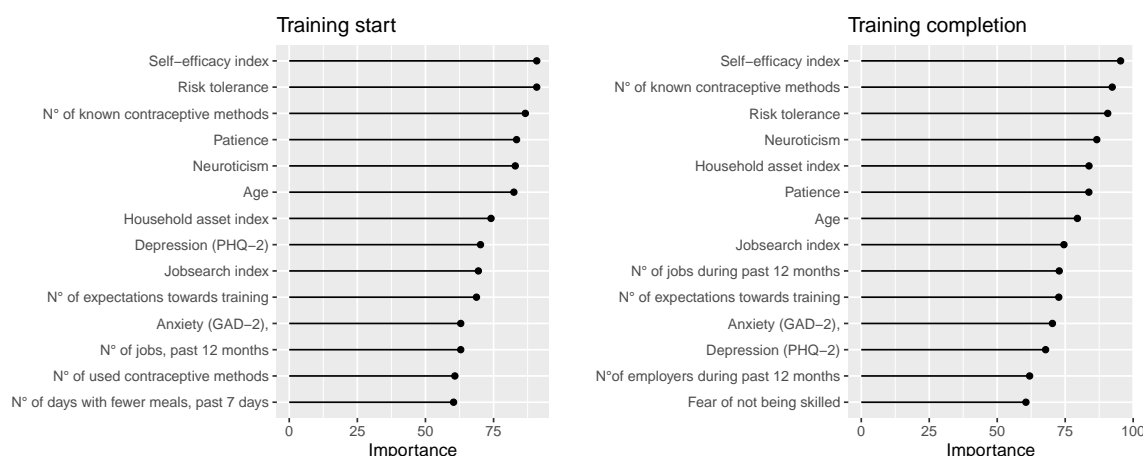 Training start
Self−efficacy index
Risk tolerance
N° of known contraceptive methods
Patience
Neuroticism
Age
Household asset index
Depression (PHQ−2)
Jobsearch index
N° of expectations towards training
Anxiety (GAD−2),
N° of jobs, past 12 months
N° of used contraceptive methods
N° of days with fewer meals, past 7 days
0 25 50 75
Importance
Training completion
Self−efficacy index
N° of known contraceptive methods
Risk tolerance
Neuroticism
Household asset index
Patience
Age
Jobsearch index
N° of jobs during past 12 months
N° of expectations towards training
Anxiety (GAD−2),
Depression (PHQ−2)
N°of employers during past 12 months
Fear of not being skilled
0 25 50 75 100
Importance